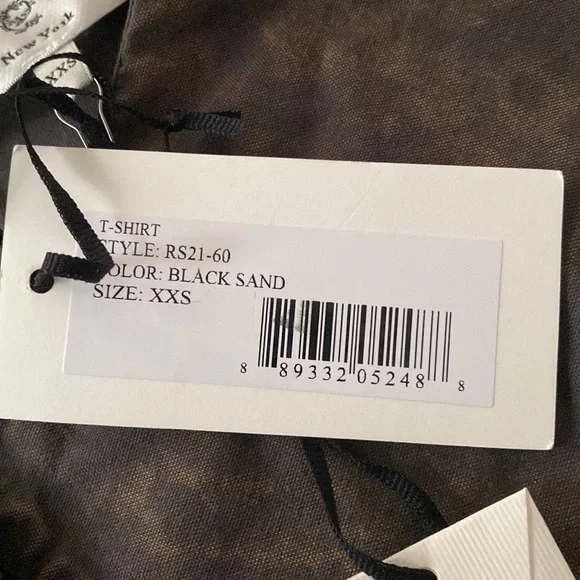 New York
XXS
T-SHIRT
STYLE: RS21-60
COLOR: BLACK SAND
SIZE: XXS
8 89332 05248 8